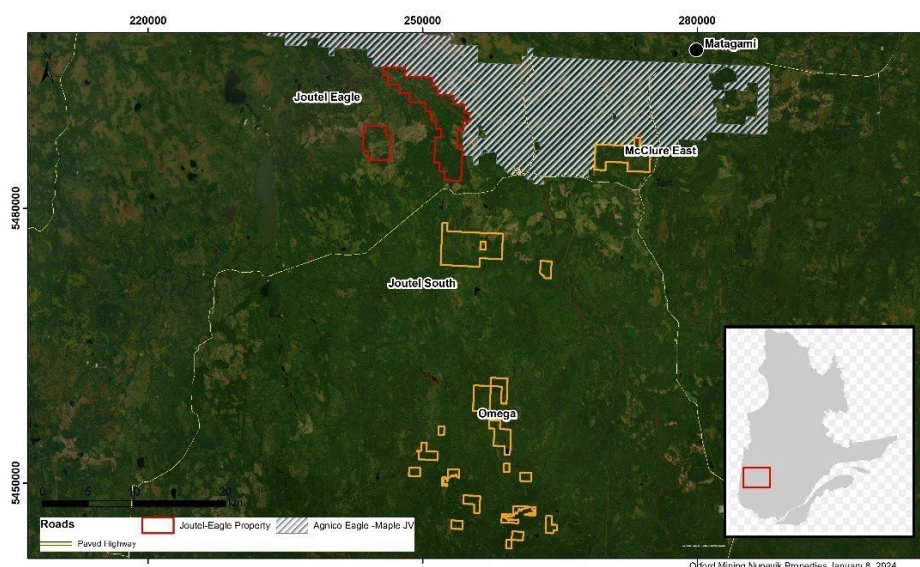 220000
250000
280000
N
Matagami
Joutel Eagle
McClure East
Test
5480000
Joutel South
Omega
5450000
0
5
10
20
km
Roads
Joutel-Eagle Property
Agnico Eagle -Maple JV
Paved Highway
Orford Mining Nunavik Properties January 8, 2024